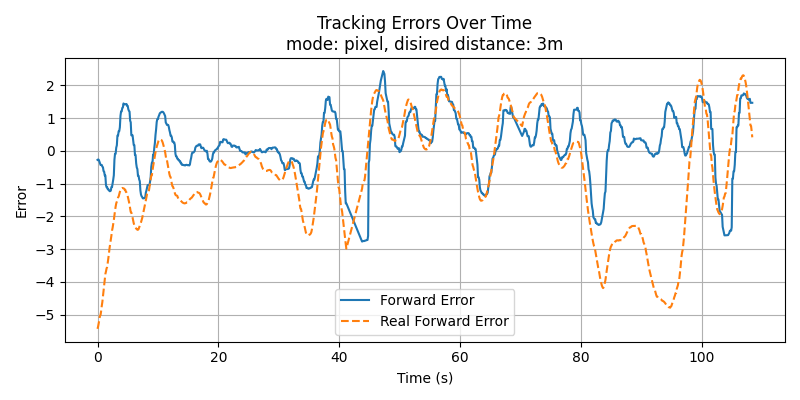 Tracking Errors Over Time
mode: pixel, disired distance: 3m
Error
2
1
0
−1
−2
−3
−4
−5
Forward Error
Real Forward Error
0 20 40 60 80 100
Time (s)